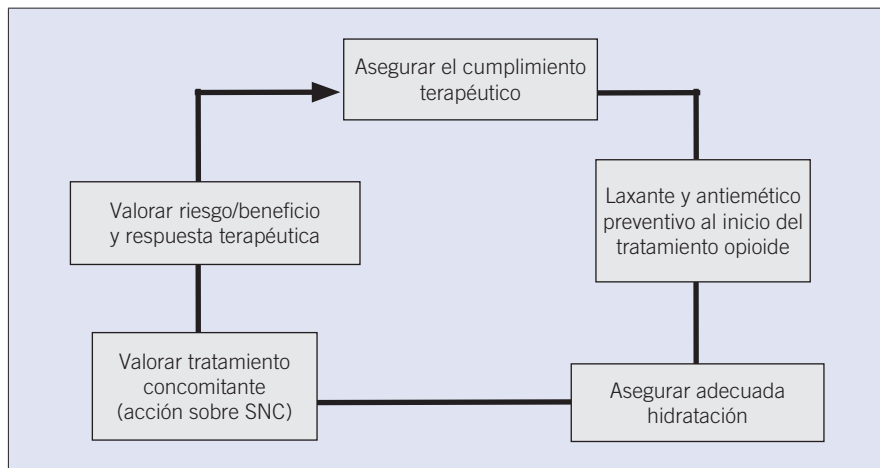 Asegurar el cumplimiento
terapéutico
Laxante y antiemético
preventivo al inicio del
tratamiento opioide
Asegurar adecuada
hidratación
Valorar tratamiento
concomitante
(acción sobre SNC)
Valorar riesgo/beneficio
y respuesta terapéutica